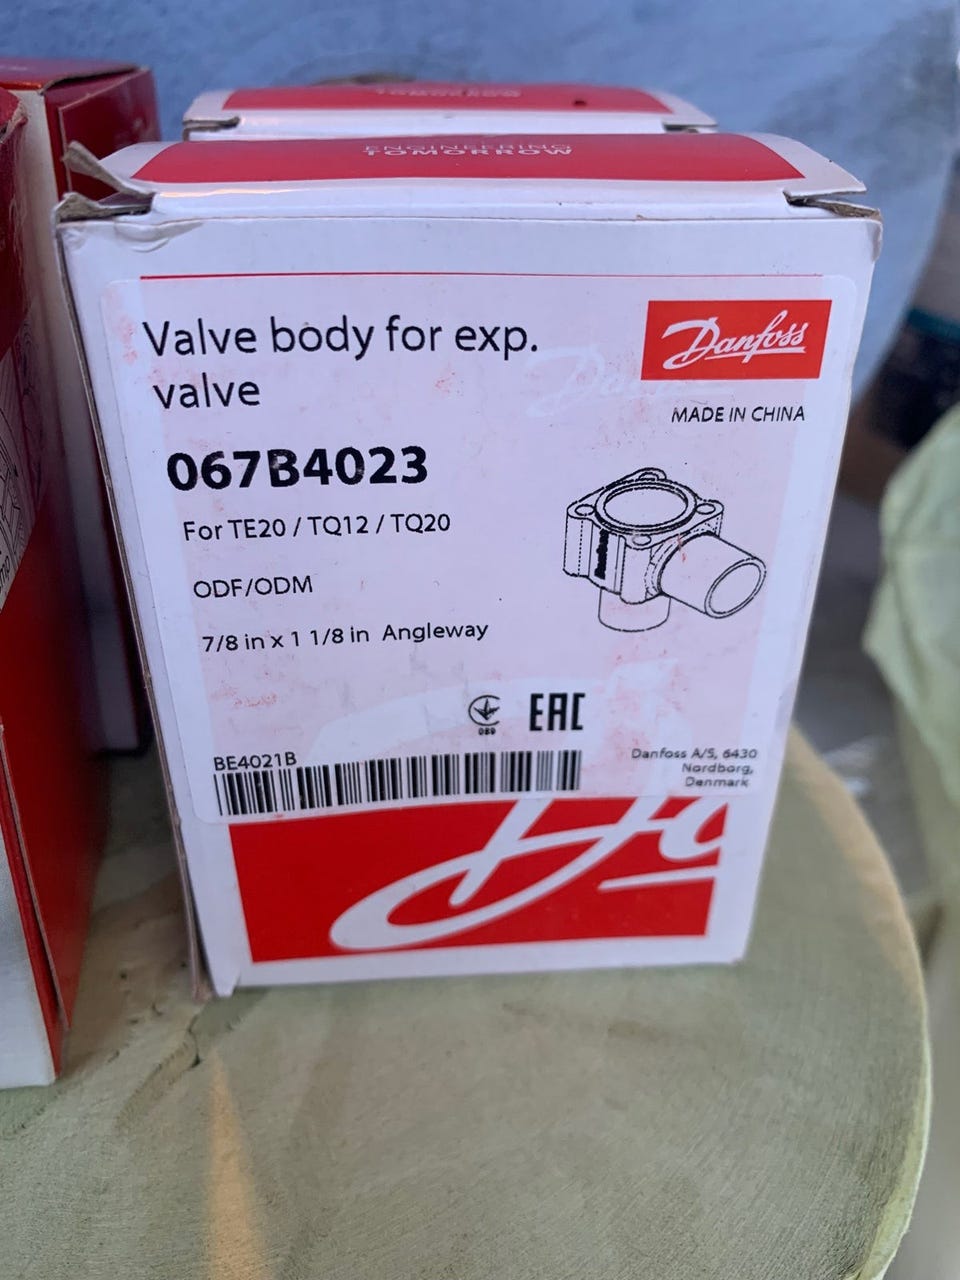 ENGINEERING
TOMORROW
Valve body for exp.
valve
Danfoss
MADE IN CHINA
067B4023
For TE20 / TQ12 / TQ20
ODF/ODM
7/8 in x 1 1/8 in Angleway
089
EAC
BE4021B
Danfoss A/S, 6430
Nordborg,
Denmark